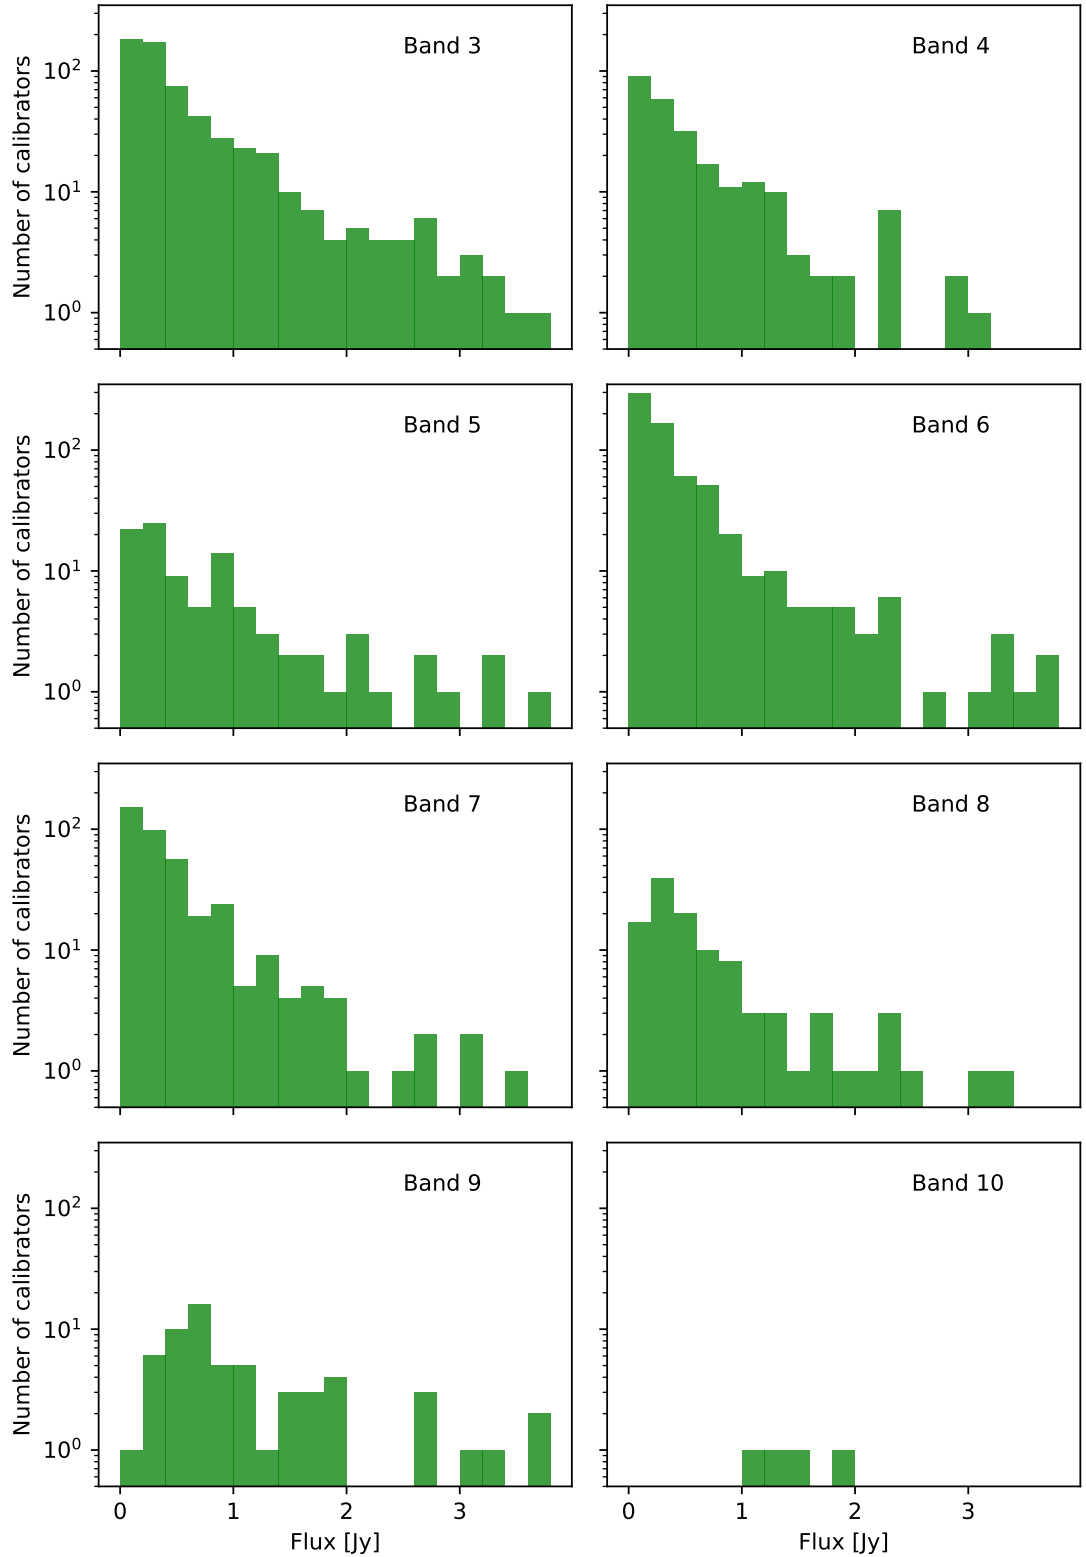 Band 3
Band 4
10²
10¹
10⁰
Number of calibrators
Band 5
Band 6
10²
10¹
10⁰
Number of calibrators
Band 7
Band 8
10²
10¹
10⁰
Number of calibrators
Band 9
Band 10
10²
10¹
10⁰
Number of calibrators
0 1 2 3
0 1 2 3
Flux [Jy]
Flux [Jy]